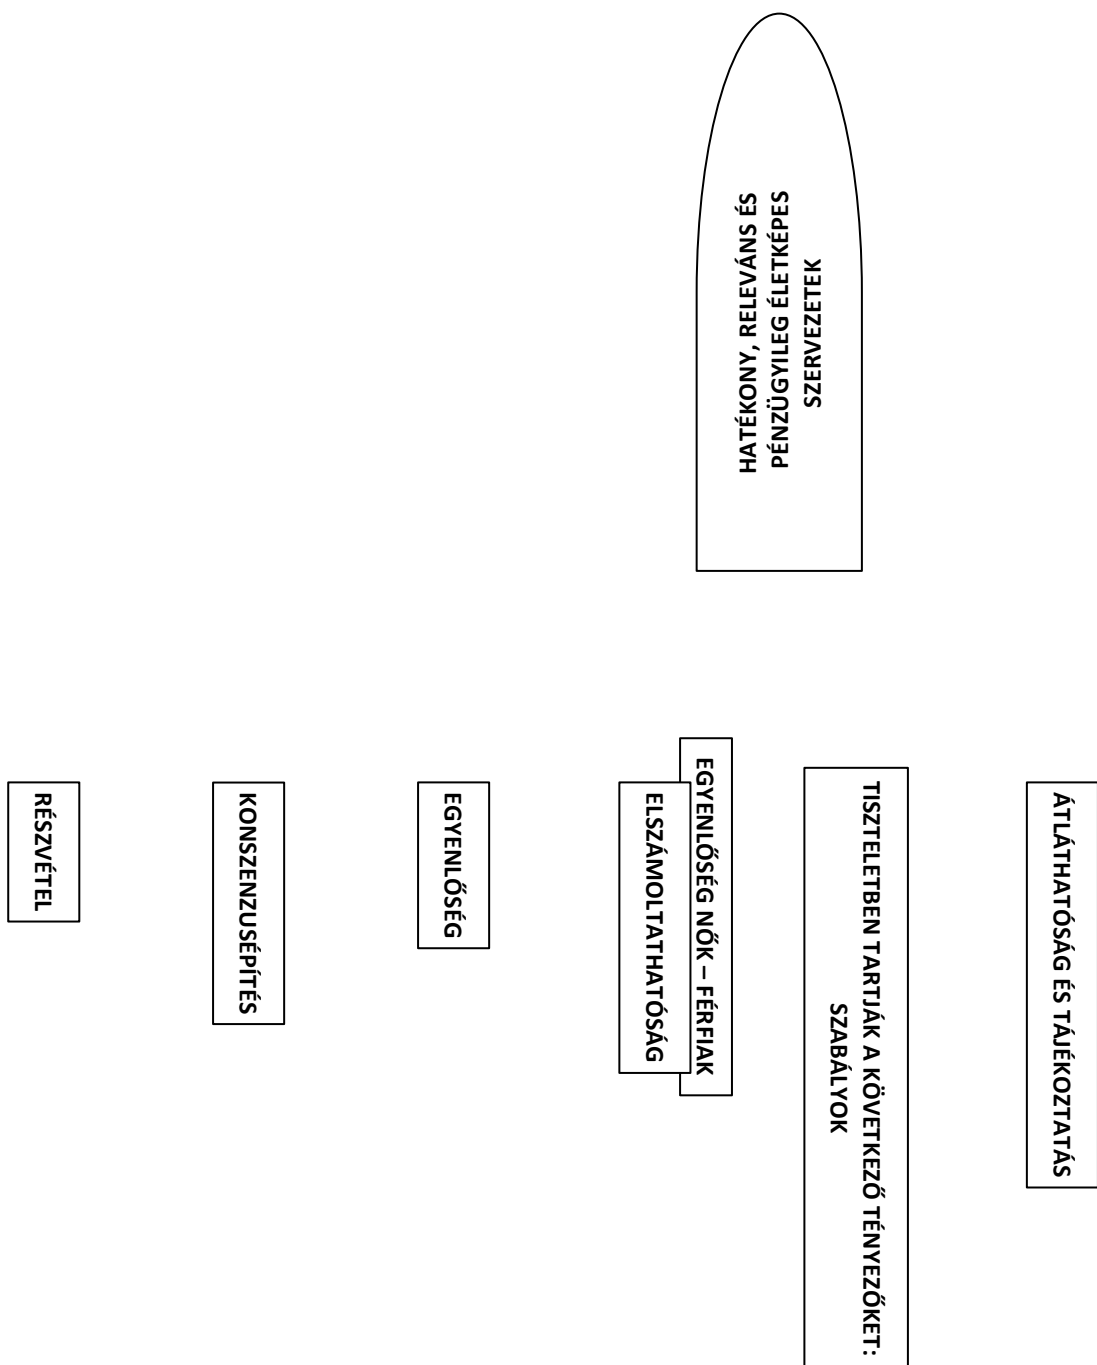 HATÉKONY, RELEVÁNS ÉS
PÉNZÜGYILEG ÉLETKÉPES
SZERVEZETEK
RÉSZVÉTEL
KONSZENZUSÉPÍTÉS
EGYENLŐSÉG
ELSZÁMOLTATHATÓSÁG
EGYENLŐSÉG NŐK – FÉRFIAK
TISZTELETBEN TARTJÁK A KÖVETKEZŐ TÉNYEZŐKET:
SZABÁLYOK
ÁTLÁTHATÓSÁG ÉS TÁJÉKOZTATÁS